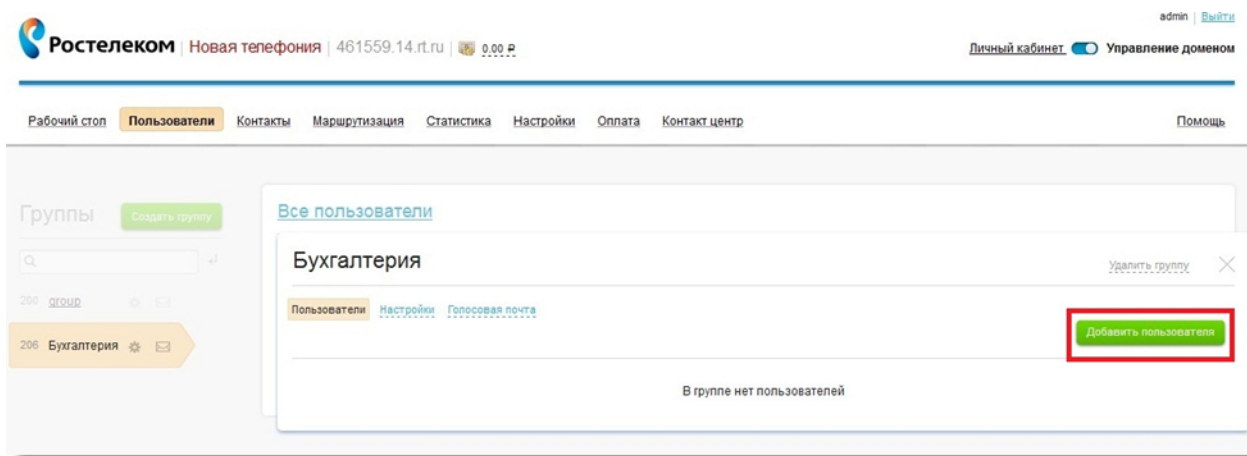 admin | Выйти
Ростелеком | Новая телефония | 461559.14.rt.ru | 0.00 ₽
Личный кабинет Управление доменом
Рабочий стол Пользователи Контакты Маршрутизация Статистика Настройки Оплата Контакт центр Помощь
Группы Создать группу
Все пользователи
Бухгалтерия
Удалить группу
200 group
Пользователи Настройки Голосовая почта
206 Бухгалтерия
Добавить пользователя
В группе нет пользователей